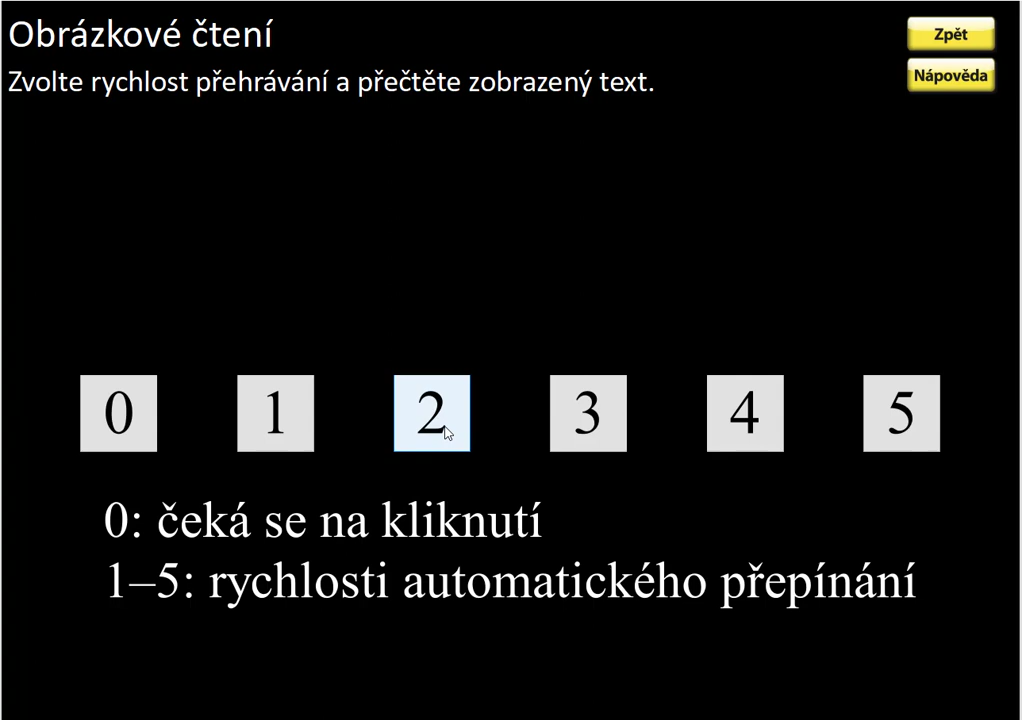 Obrázkové čtení
Zpět
Zvolte rychlost přehrávání a přečtěte zobrazený text.
Nápověda
0 1 2 3 4 5
0: čeká se na kliknutí
1–5: rychlosti automatického přepínání